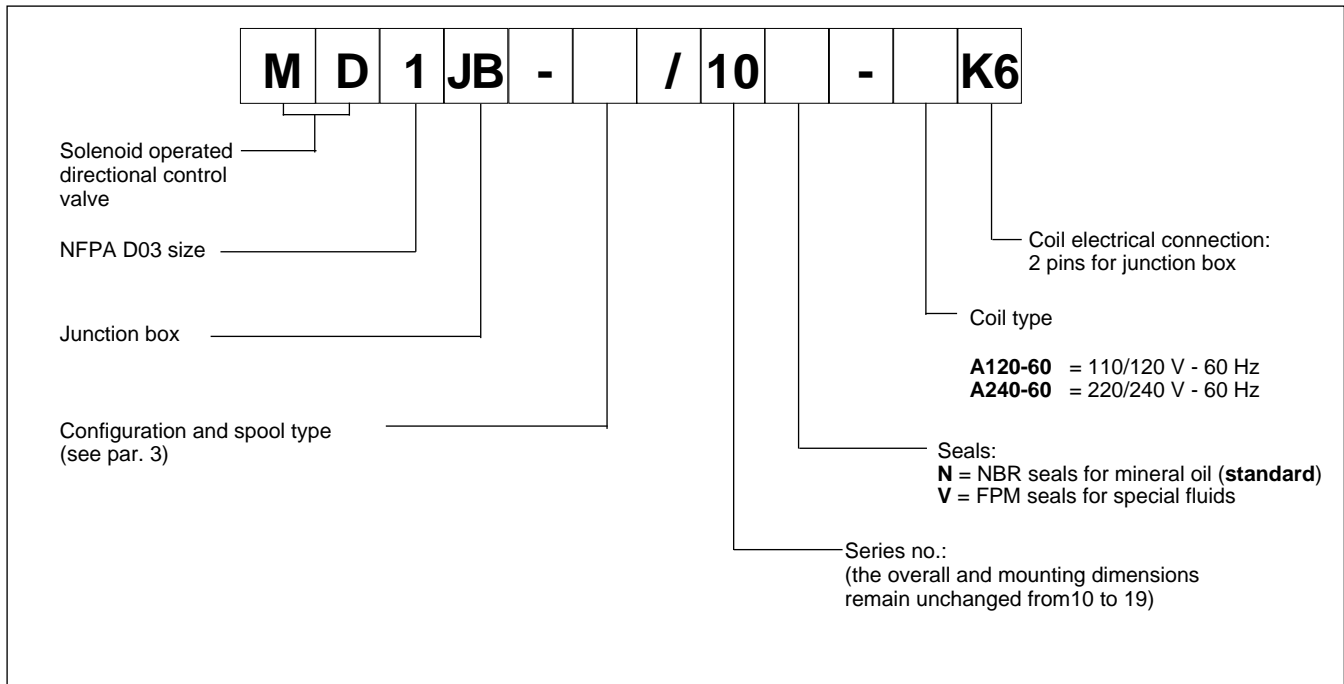 M D 1 JB - / 10 - K6
Solenoid operated
directional control
valve
NFPA D03 size
Junction box
Configuration and spool type
(see par. 3)
Coil electrical connection:
2 pins for junction box
Coil type
A120-60 = 110/120 V - 60 Hz
A240-60 = 220/240 V - 60 Hz
Seals:
N = NBR seals for mineral oil (standard)
V = FPM seals for special fluids
Series no.:
(the overall and mounting dimensions
remain unchanged from10 to 19)